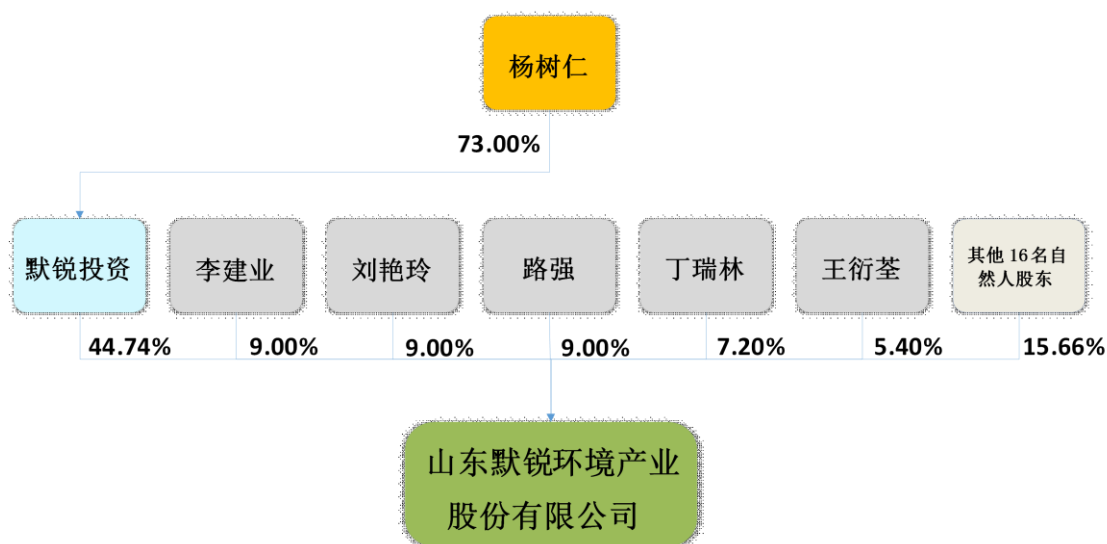 杨树仁
73.00%
默锐投资
李建业
刘艳玲
路强
丁瑞林
王衍荃
其他16名自
然人股东
44.74%
9.00%
9.00%
9.00%
7.20%
5.40%
15.66%
山东默锐环境产业
股份有限公司